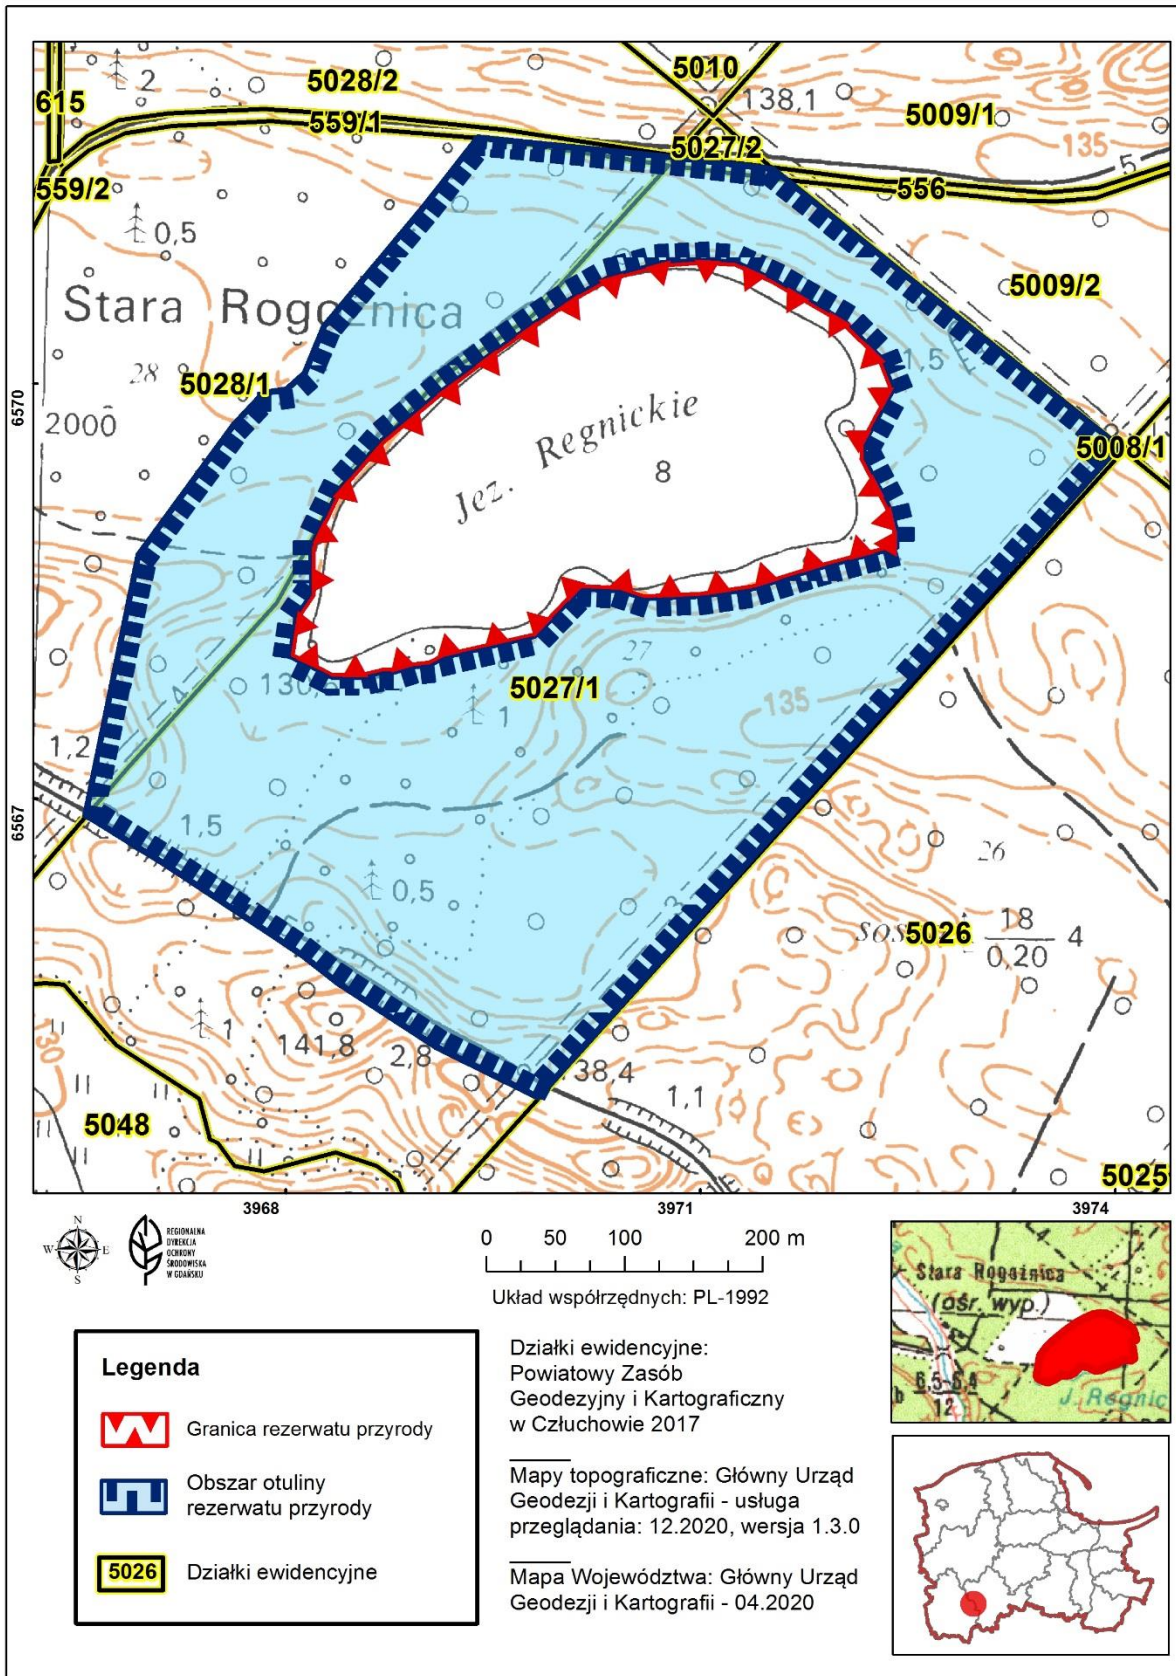 2
5028/2
5010
138,1
5009/1
615
559/1
5027/2
135
5
559/2
556
0,5
5009/2
Stara Rogoźnica
28
5028/1
1,5
6570
2000
Jez. Regnickie
8
5008/1
4
27
130,5
5027/1
1
135
1,2
1,5
6567
0,5
3
26
5026
18
0,20
4
1
141,8
2,8
38,4
1,1
130
5048
5025
3968
3971
3974
N
W
E
S
REGIONALNA
DYREKCJA
OCHRONY
ŚRODOWISKA
W GDAŃSKU
0 50 100 200 m
Układ współrzędnych: PL-1992
Stara Rogoźnica
(ośr. wyp.)
12
J. Regnic
Legenda
Granica rezerwatu przyrody
Obszar otuliny
rezerwatu przyrody
5026
Działki ewidencyjne
Działki ewidencyjne:
Powiatowy Zasób
Geodezyjny i Kartograficzny
w Człuchowie 2017
Mapy topograficzne: Główny Urząd
Geodezji i Kartografii - usługa
przeglądania: 12.2020, wersja 1.3.0
Mapa Województwa: Główny Urząd
Geodezji i Kartografii - 04.2020